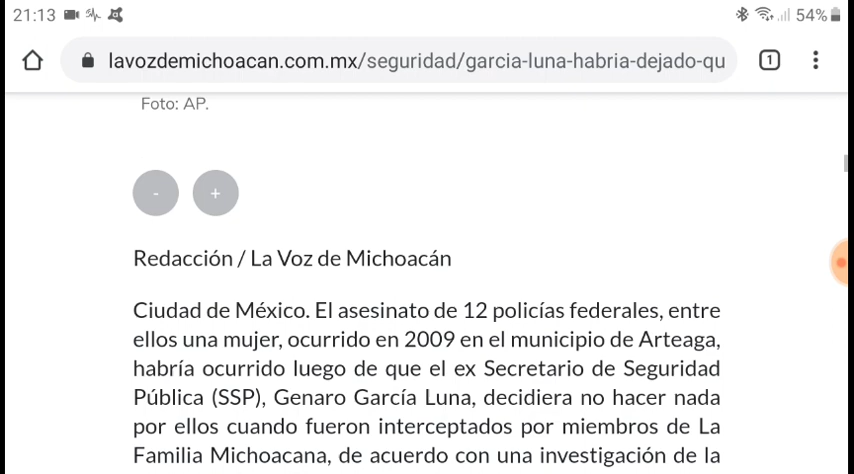 21:13 54%
lavozdemichoacan.com.mx/seguridad/garcia-luna-habria-dejado-qu 1
Foto: AP.
- +
Redacción / La Voz de Michoacán
Ciudad de México. El asesinato de 12 policías federales, entre
ellos una mujer, ocurrido en 2009 en el municipio de Arteaga,
habría ocurrido luego de que el ex Secretario de Seguridad
Pública (SSP), Genaro García Luna, decidiera no hacer nada
por ellos cuando fueron interceptados por miembros de La
Familia Michoacana, de acuerdo con una investigación de la